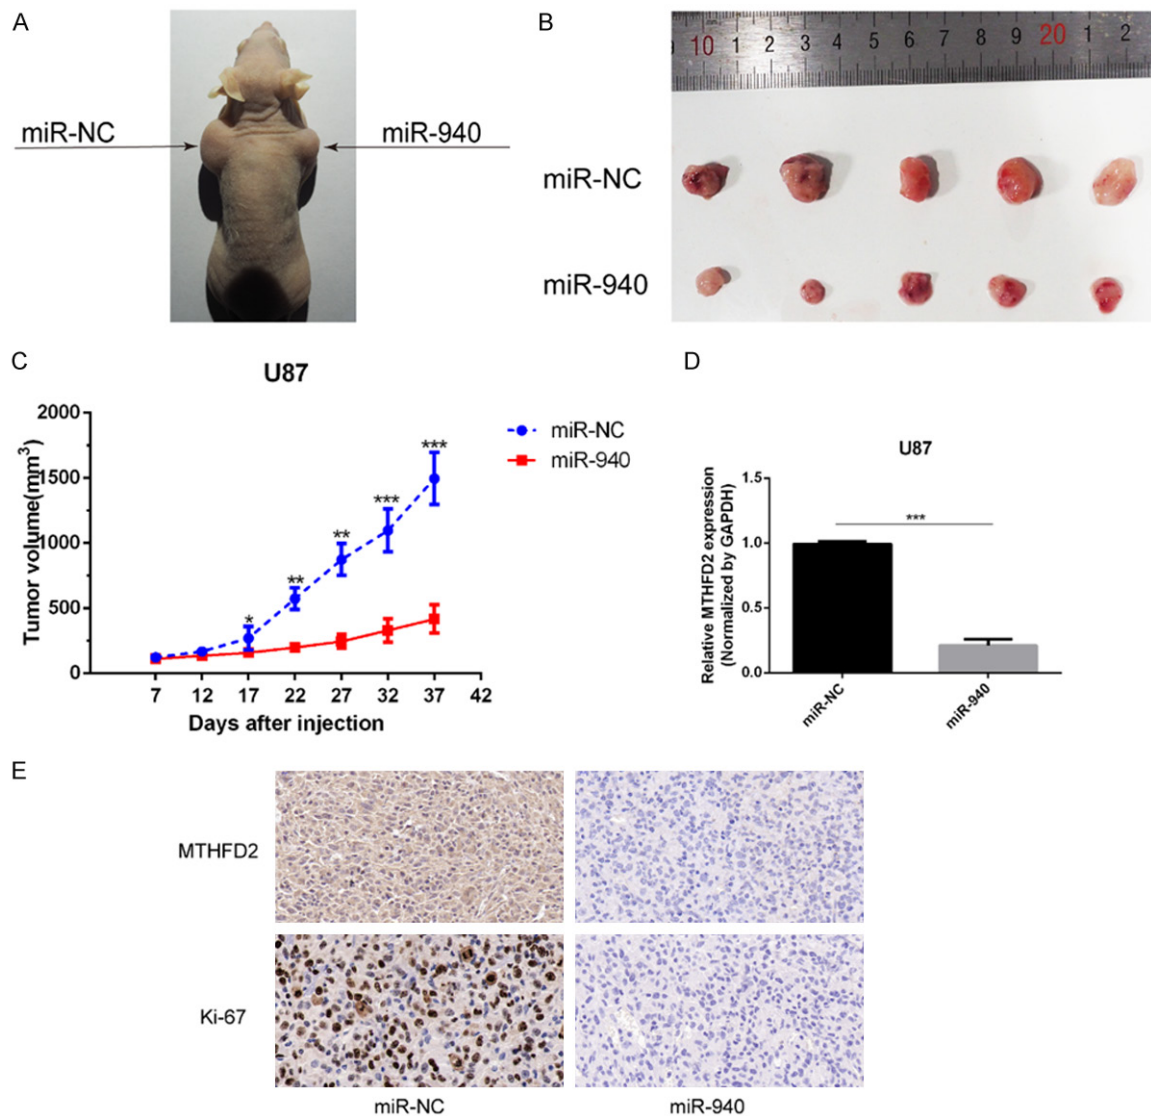 A
miR-NC
miR-940
B
10 1 2 3 4 5 6 7 8 9 20 1 2
miR-NC
miR-940
C
U87
Tumor volume(mm³)
2000
1500
1000
500
0
*
**
**
***
***
7 12 17 22 27 32 37 42
Days after injection
miR-NC
miR-940
D
U87
Relative MTHFD2 expression
(Normalized by GAPDH)
1.5
1.0
0.5
0.0
***
miR-NC
miR-940
E
MTHFD2
Ki-67
miR-NC
miR-940